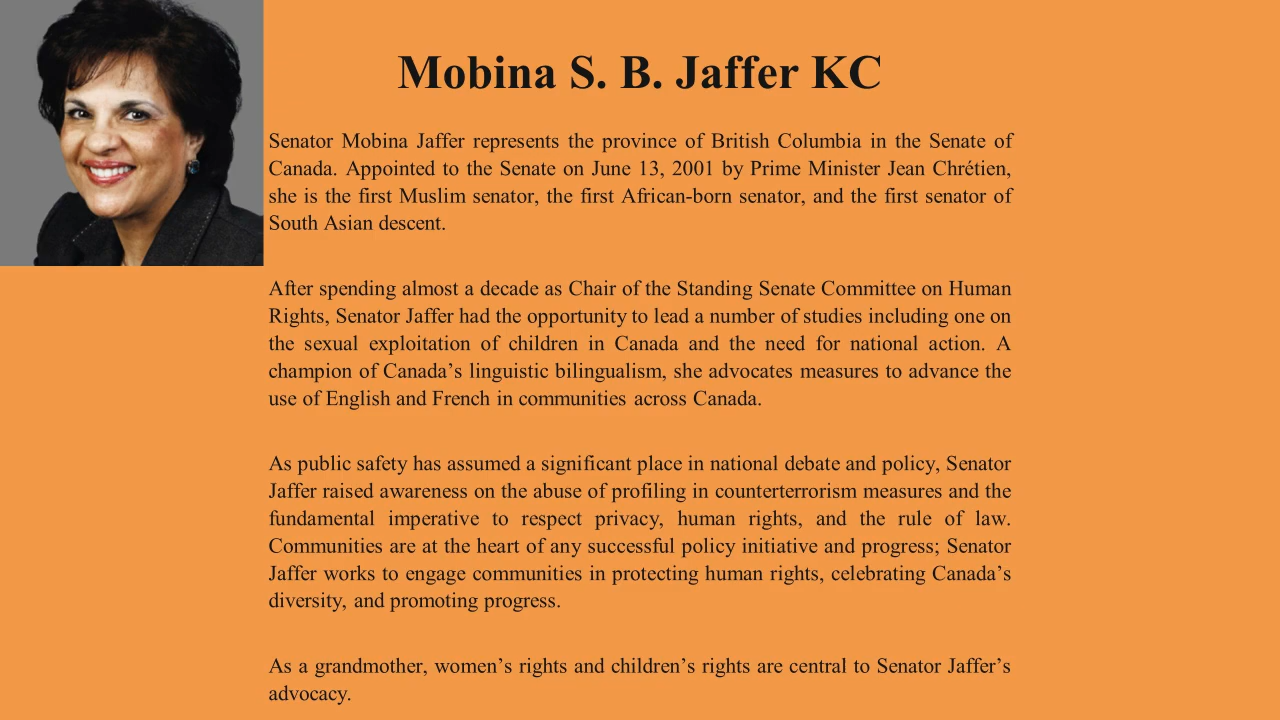 Mobina S. B. Jaffer KC
Senator Mobina Jaffer represents the province of British Columbia in the Senate of
Canada. Appointed to the Senate on June 13, 2001 by Prime Minister Jean Chrétien,
she is the first Muslim senator, the first African-born senator, and the first senator of
South Asian descent.
After spending almost a decade as Chair of the Standing Senate Committee on Human
Rights, Senator Jaffer had the opportunity to lead a number of studies including one on
the sexual exploitation of children in Canada and the need for national action. A
champion of Canada’s linguistic bilingualism, she advocates measures to advance the
use of English and French in communities across Canada.
As public safety has assumed a significant place in national debate and policy, Senator
Jaffer raised awareness on the abuse of profiling in counterterrorism measures and the
fundamental imperative to respect privacy, human rights, and the rule of law.
Communities are at the heart of any successful policy initiative and progress; Senator
Jaffer works to engage communities in protecting human rights, celebrating Canada’s
diversity, and promoting progress.
As a grandmother, women’s rights and children’s rights are central to Senator Jaffer’s
advocacy.